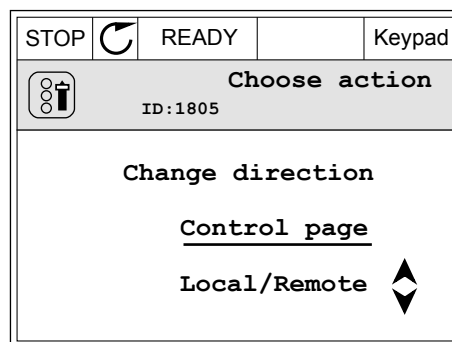 STOP READY Keypad
Choose action
ID:1805
Change direction
Control page
Local/Remote